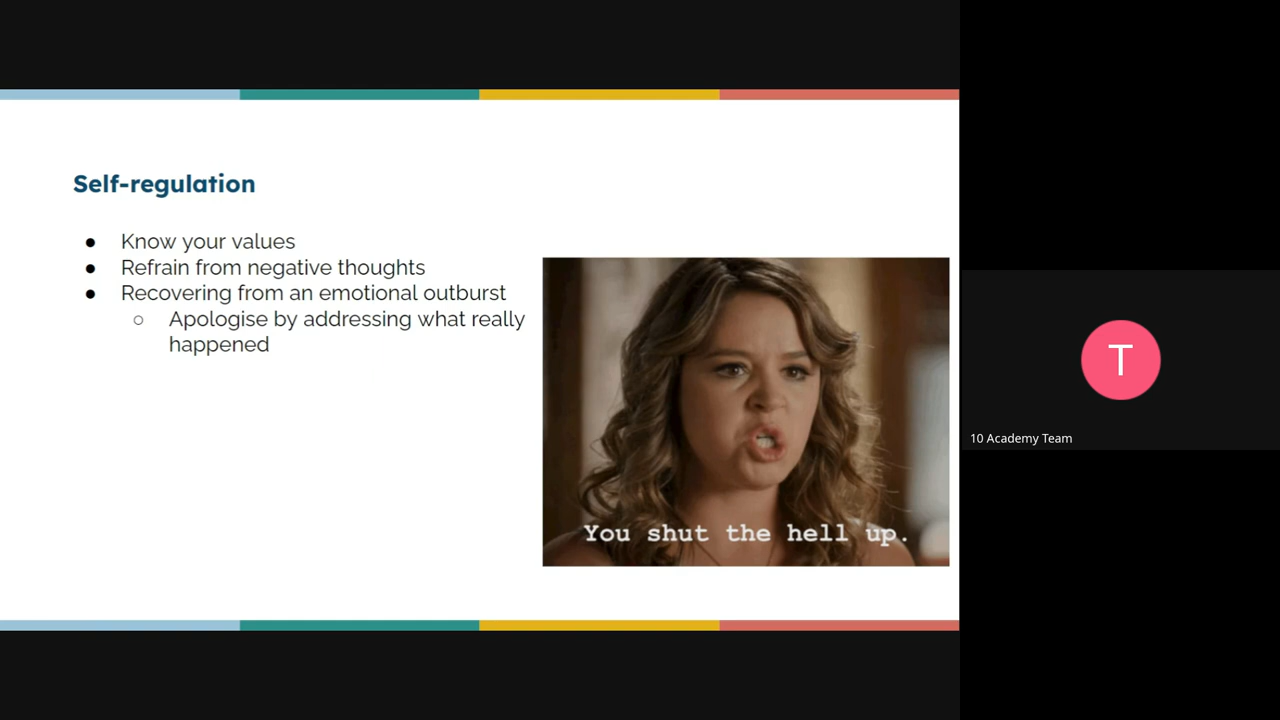 Self-regulation
● Know your values
● Refrain from negative thoughts
● Recovering from an emotional outburst
○ Apologise by addressing what really
happened
You shut the hell up.
T
10 Academy Team